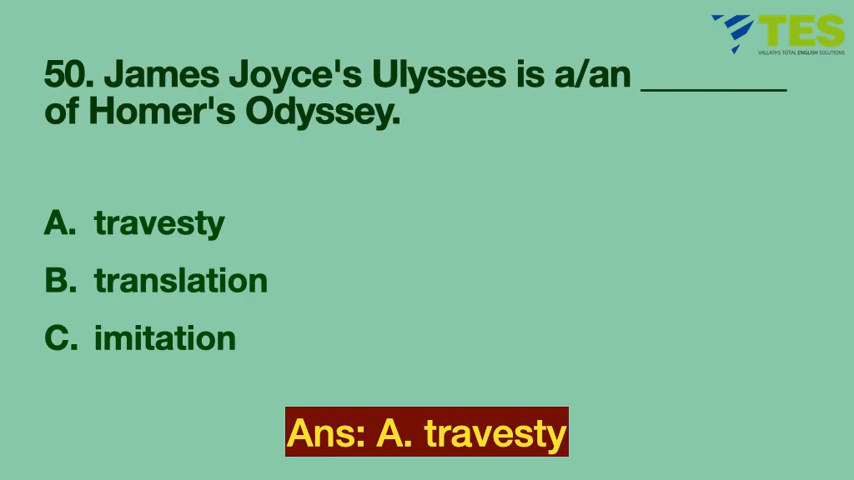 TES
VALLATHS TOTAL ENGLISH SOLUTIONS
50. James Joyce's Ulysses is a/an ________
of Homer's Odyssey.
A. travesty
B. translation
C. imitation
Ans: A. travesty